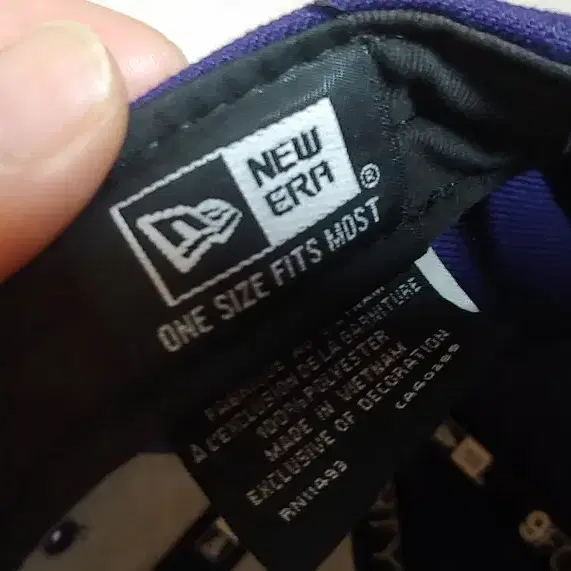 NEW
ERA®
ONE SIZE FITS MOST
A L'EXCLUSION DE LA GARNITURE
100% POLYESTER
MADE IN VIETNAM
EXCLUSIVE OF DECORATION
RN11493 CA60299